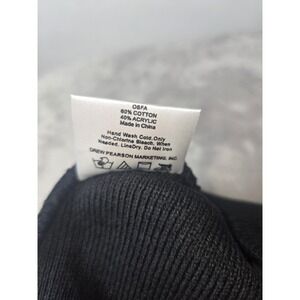 OSFA
60% COTTON
40% ACRYLIC
Made in China
Hand Wash Cold.Only
Non-Chlorine Bleach, When
Needed, LineDry, Do Not Iron
DREW PEARSON MARKETING, INC.